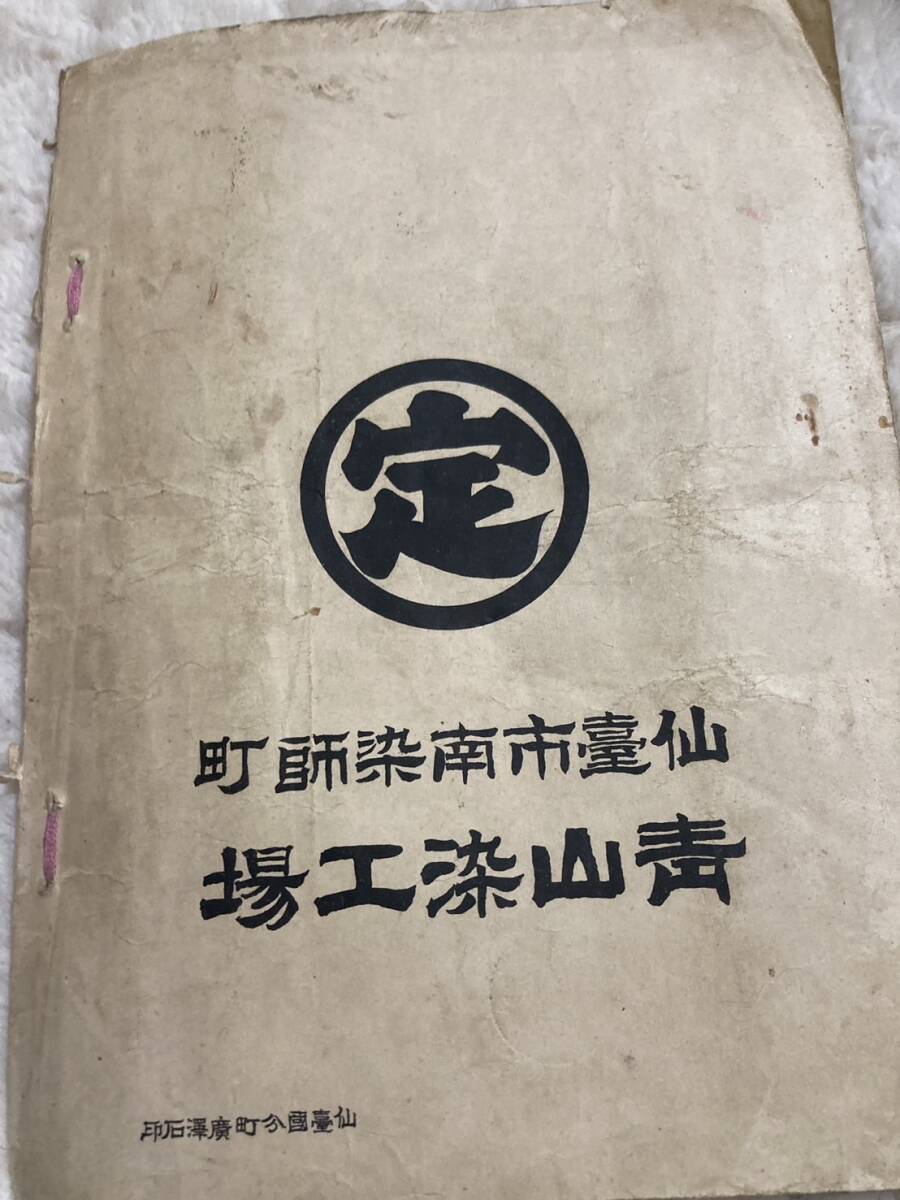 定
仙臺市南染師町
青山染工場
仙臺國分町廣澤石印